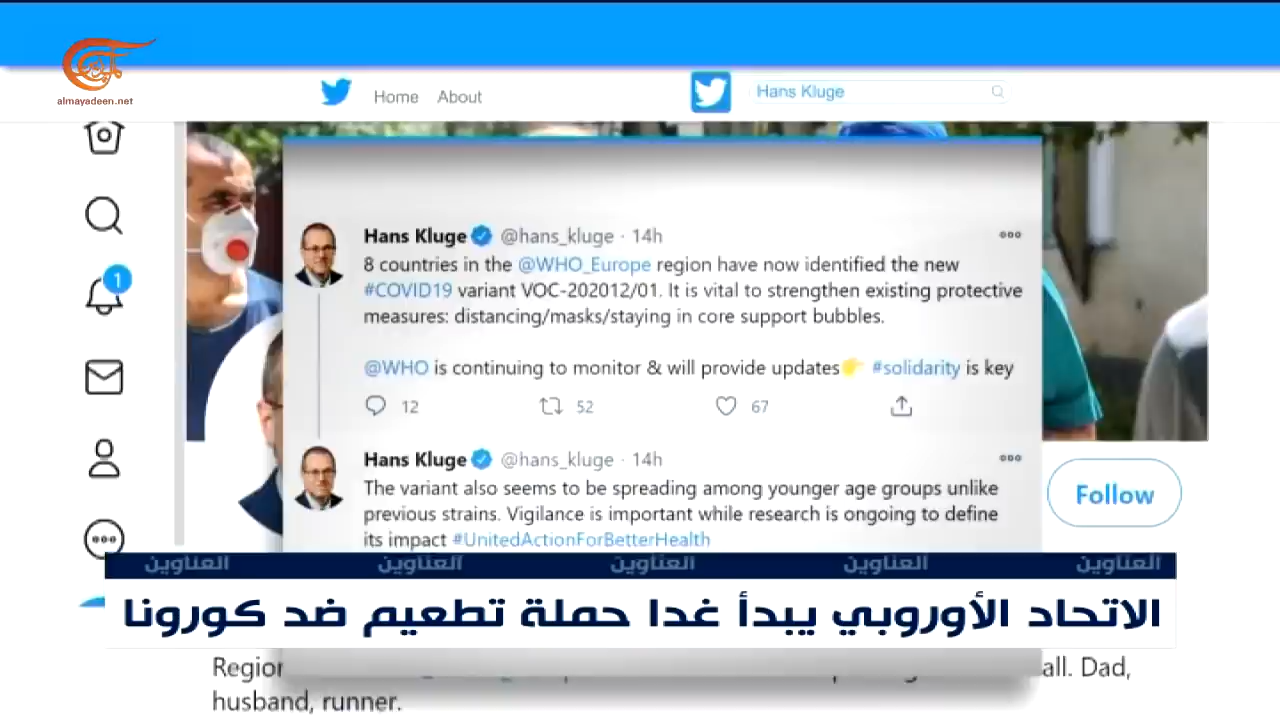 almayadeen.net
Home About
Hans Kluge
1
Hans Kluge @hans_kluge · 14h
8 countries in the @WHO_Europe region have now identified the new
#COVID19 variant VOC-202012/01. It is vital to strengthen existing protective
measures: distancing/masks/staying in core support bubbles.
@WHO is continuing to monitor & will provide updates👉 #solidarity is key
12 52 67
Hans Kluge @hans_kluge · 14h
The variant also seems to be spreading among younger age groups unlike
previous strains. Vigilance is important while research is ongoing to define
its impact #UnitedActionForBetterHealth
Follow
العناوين العناوين العناوين العناوين العناوين
الاتحاد الأوروبي يبدأ غدا حملة تطعيم ضد كورونا
all. Dad,
husband, runner.